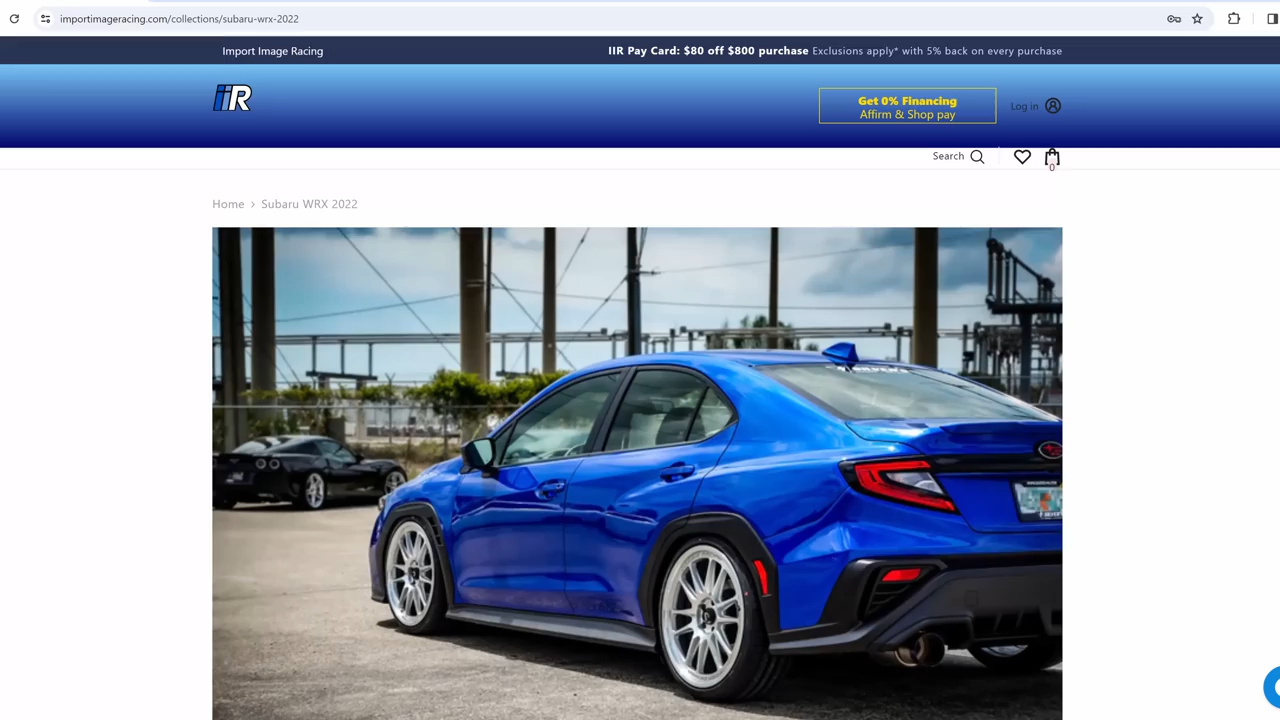 importimageracing.com/collections/subaru-wrx-2022
Import Image Racing
IIR Pay Card: $80 off $800 purchase Exclusions apply* with 5% back on every purchase
iiR
Get 0% Financing
Affirm & Shop pay
Log in
Search
0
Home > Subaru WRX 2022